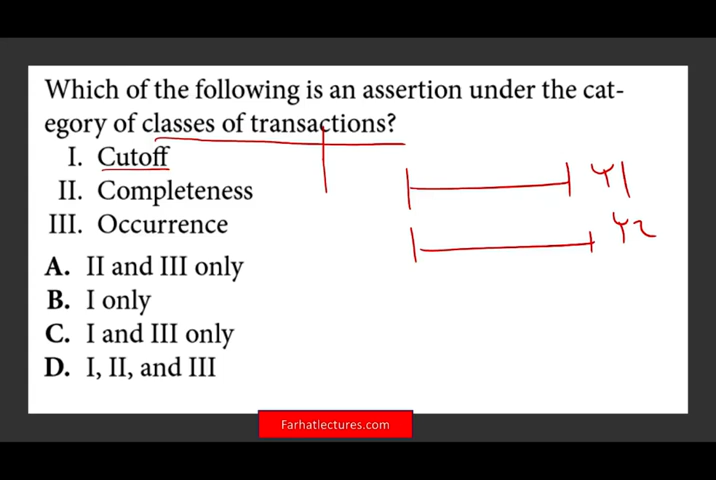 Which of the following is an assertion under the cat-
egory of classes of transactions?
I. Cutoff
II. Completeness
III. Occurrence
Y1
Y2
A. II and III only
B. I only
C. I and III only
D. I, II, and III
Farhatlectures.com